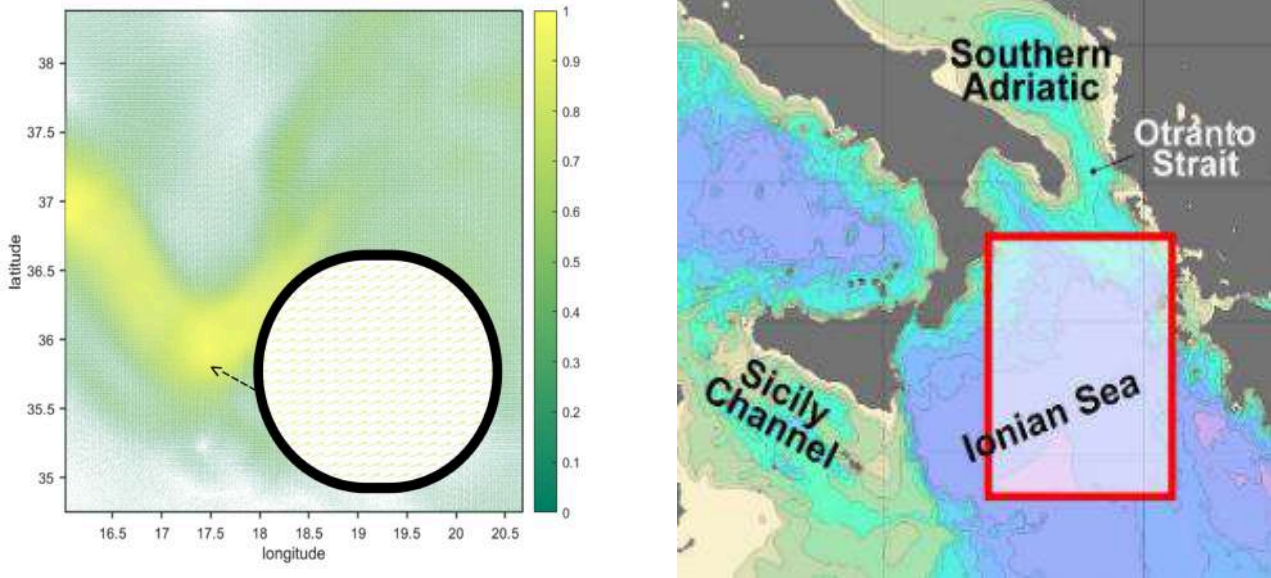 38
37.5
37
36.5
36
35.5
35
latitude
16.5 17 17.5 18 18.5 19 19.5 20 20.5
longitude
1
0.9
0.8
0.7
0.6
0.5
0.4
0.3
0.2
0.1
0
Southern
Adriatic
Otranto
Strait
Sicily
Channel
Ionian Sea